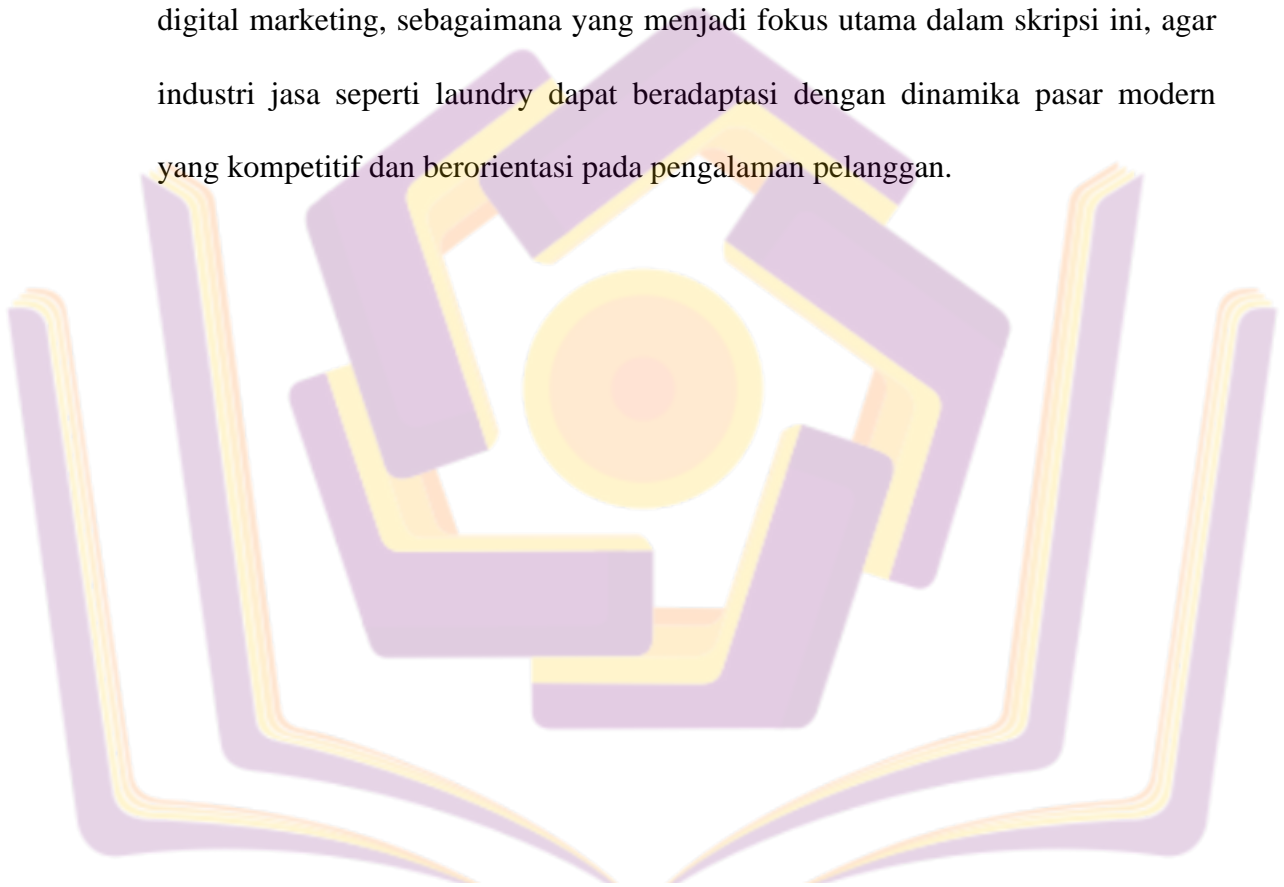 digital marketing, sebagaimana yang menjadi fokus utama dalam skripsi ini, agar
industri jasa seperti laundry dapat beradaptasi dengan dinamika pasar modern
yang kompetitif dan berorientasi pada pengalaman pelanggan.